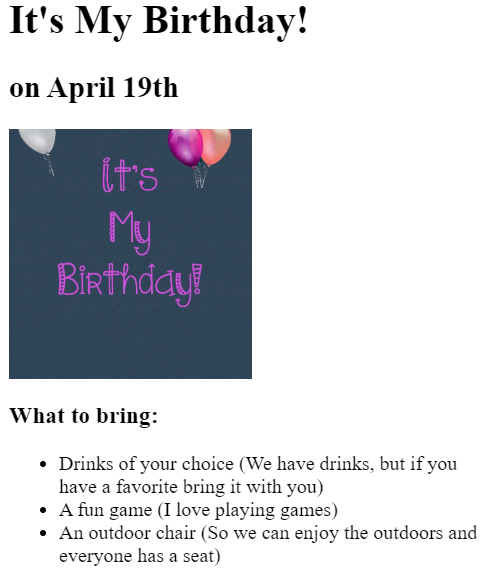 It's My Birthday!
on April 19th
it's
My
Birthday!
What to bring:
• Drinks of your choice (We have drinks, but if you
have a favorite bring it with you)
• A fun game (I love playing games)
• An outdoor chair (So we can enjoy the outdoors and
everyone has a seat)